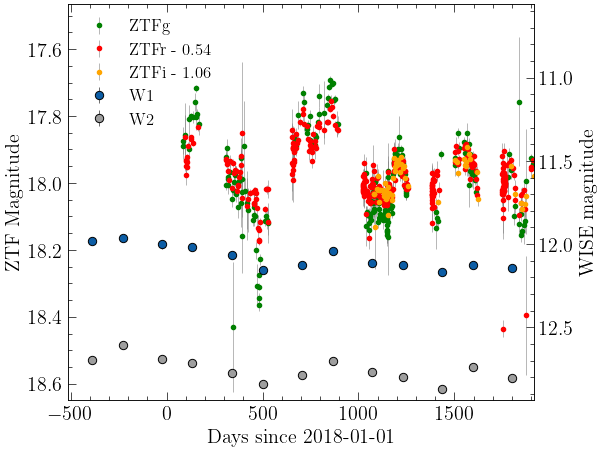 ZTFg
ZTFr - 0.54
ZTFi - 1.06
W1
W2
17.6
17.8
18.0
18.2
18.4
18.6
ZTF Magnitude
11.0
11.5
12.0
12.5
WISE magnitude
−500
0
500
1000
1500
Days since 2018-01-01